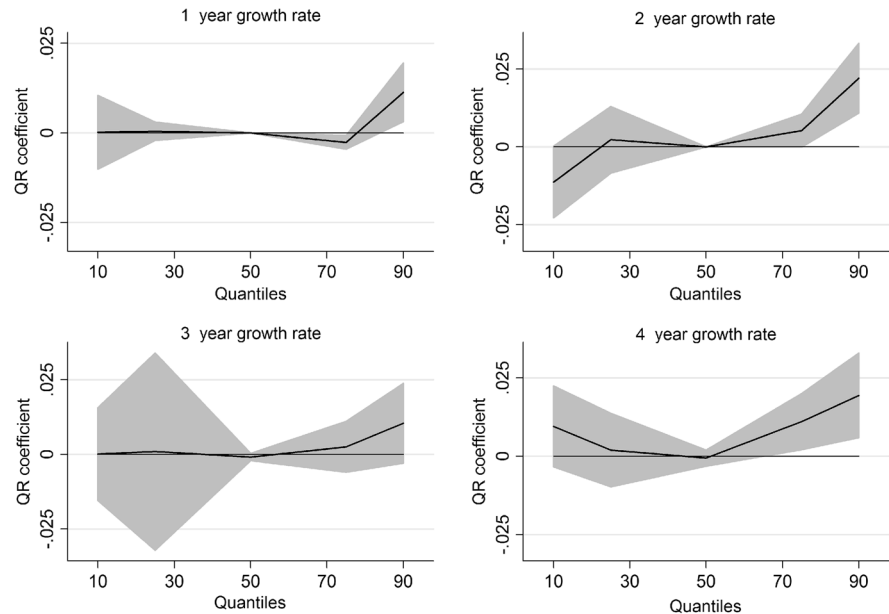 1 year growth rate
QR coefficient
.025
0
-.025
10 30 50 70 90
Quantiles
2 year growth rate
QR coefficient
.025
0
-.025
10 30 50 70 90
Quantiles
3 year growth rate
QR coefficient
.025
0
-.025
10 30 50 70 90
Quantiles
4 year growth rate
QR coefficient
.025
0
-.025
10 30 50 70 90
Quantiles